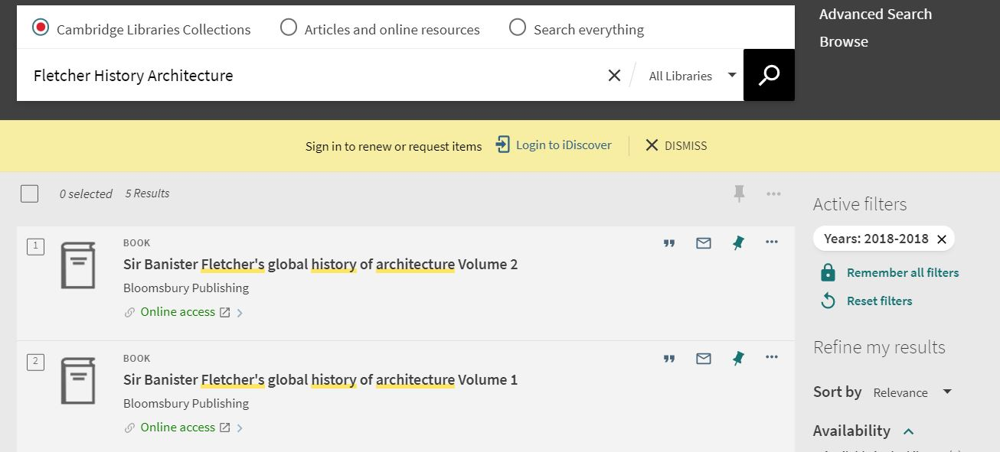 Cambridge Libraries Collections
Articles and online resources
Search everything
Advanced Search
Browse
Fletcher History Architecture
All Libraries
Sign in to renew or request items
Login to iDiscover
DISMISS
0 selected
5 Results
1
BOOK
Sir Banister Fletcher's global history of architecture Volume 2
Bloomsbury Publishing
Online access
2
BOOK
Sir Banister Fletcher's global history of architecture Volume 1
Bloomsbury Publishing
Online access
Active filters
Years: 2018-2018
Remember all filters
Reset filters
Refine my results
Sort by Relevance
Availability